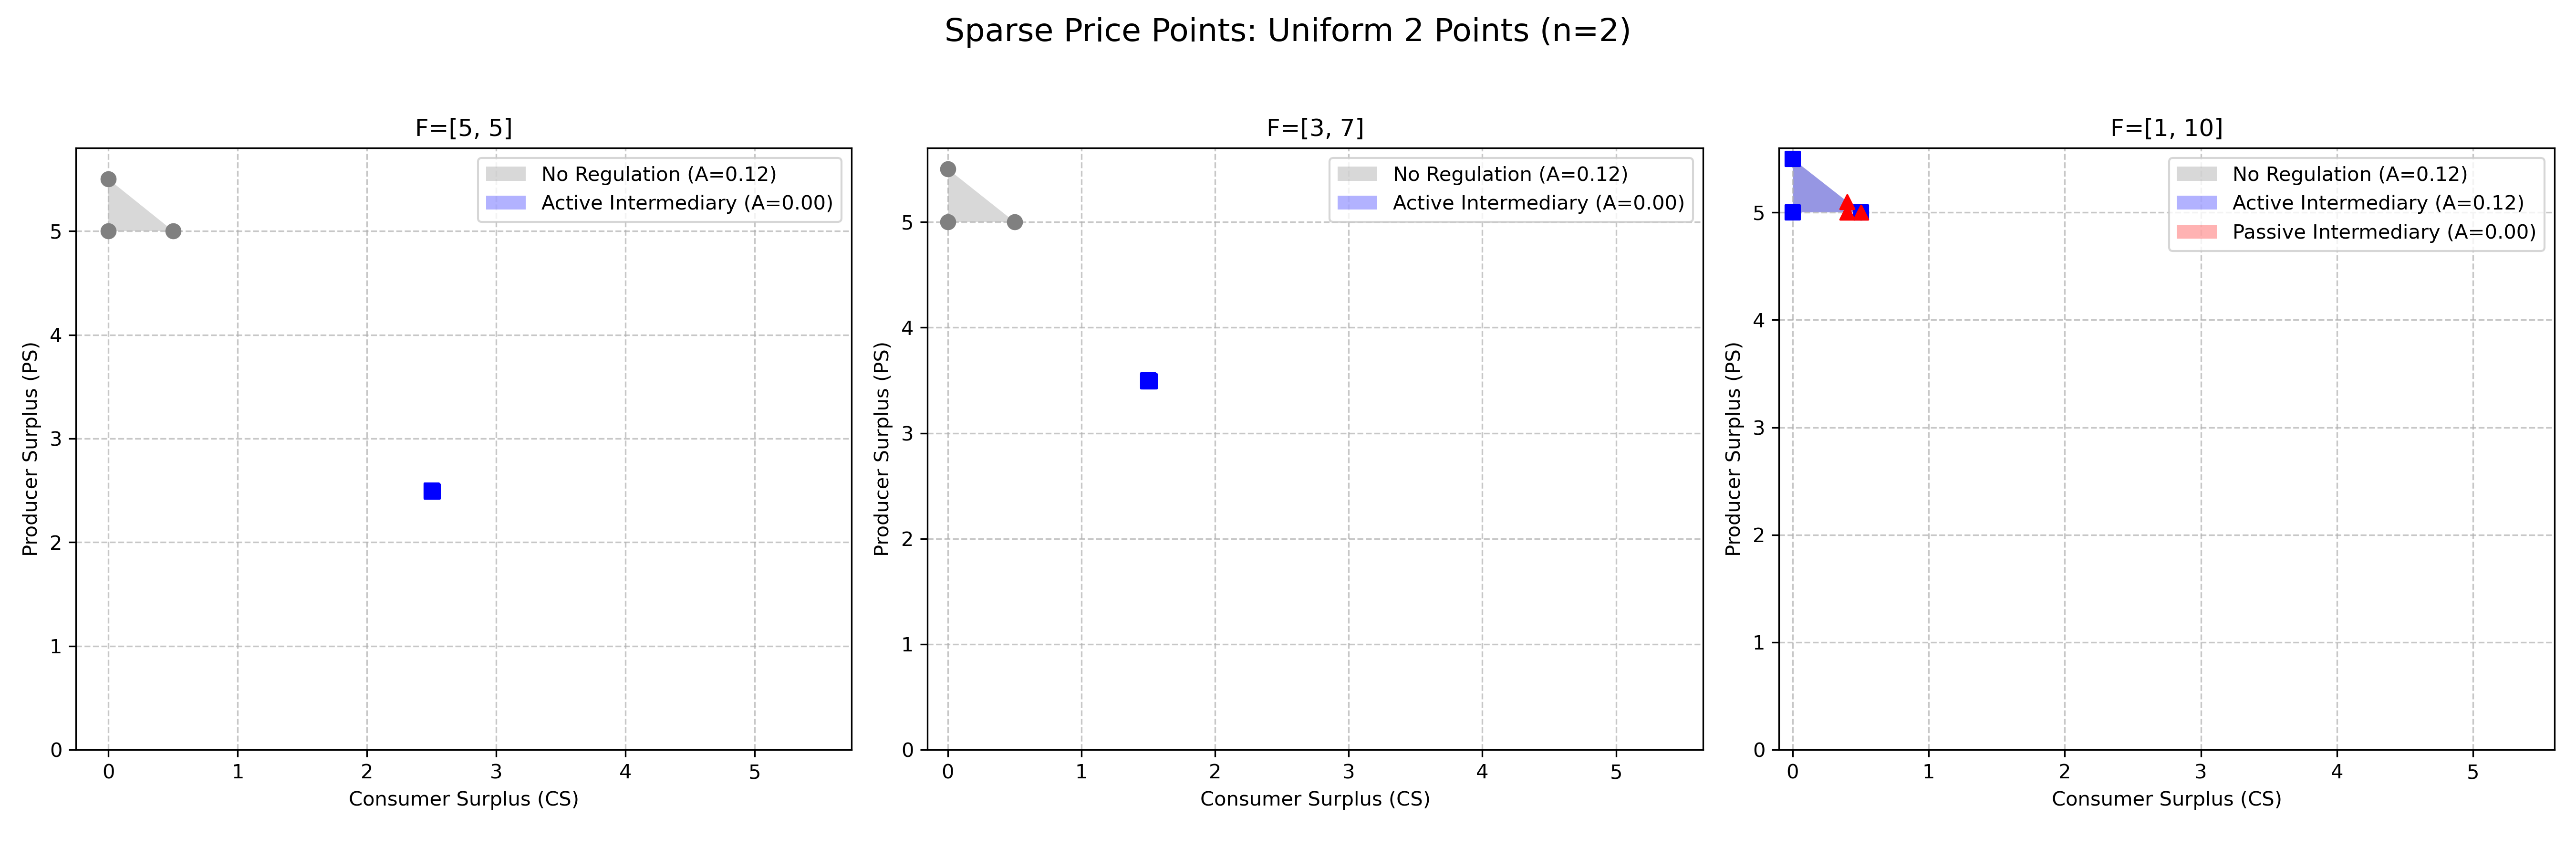 Sparse Price Points: Uniform 2 Points (n=2)
F=[5, 5]
No Regulation (A=0.12)
Active Intermediary (A=0.00)
Producer Surplus (PS)
5
4
3
2
1
0
0 1 2 3 4 5
Consumer Surplus (CS)
F=[3, 7]
No Regulation (A=0.12)
Active Intermediary (A=0.00)
Producer Surplus (PS)
5
4
3
2
1
0
0 1 2 3 4 5
Consumer Surplus (CS)
F=[1, 10]
No Regulation (A=0.12)
Active Intermediary (A=0.12)
Passive Intermediary (A=0.00)
Producer Surplus (PS)
5
4
3
2
1
0
0 1 2 3 4 5
Consumer Surplus (CS)